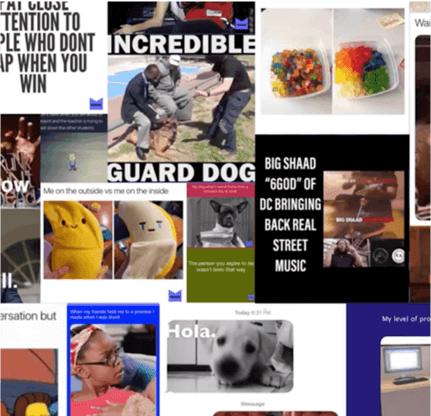 PAY CLOSE
TTENTION TO
PLE WHO DONT
AP WHEN YOU
WIN
INCREDIBLE
GUARD DOG
Wai
ow
ll.
Me on the outside vs me on the inside
The person you aspire to be
wasn't born that way
BIG SHAAD
"6GOD" OF
DC BRINGING
BACK REAL
STREET
MUSIC
BIG SHAAD
ersation but
When my friends hold me to a promise I
made when I was drunk
Today 6:31 PM
Hola.
iMessage
My level of pro